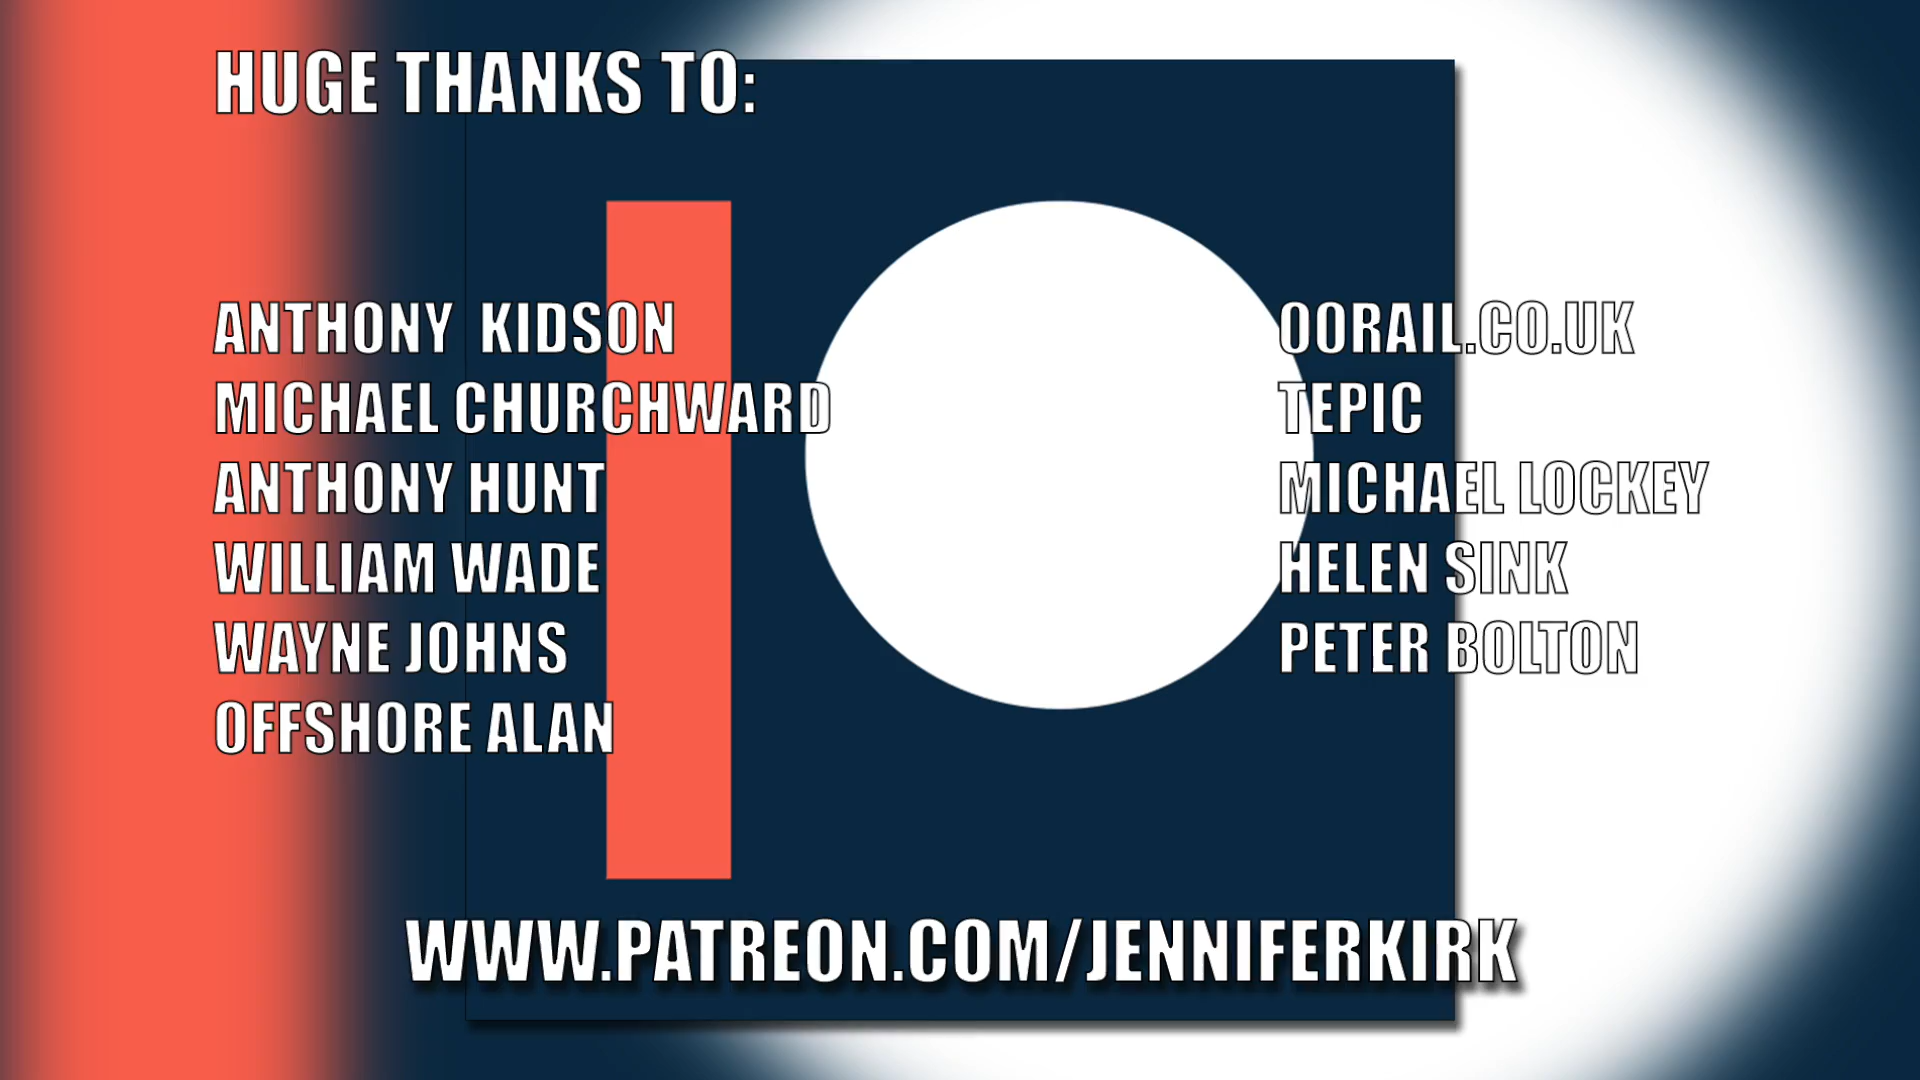 HUGE THANKS TO:
ANTHONY KIDSON
MICHAEL CHURCHWARD
ANTHONY HUNT
WILLIAM WADE
WAYNE JOHNS
OFFSHORE ALAN
OORAIL.CO.UK
TEPIC
MICHAEL LOCKEY
HELEN SINK
PETER BOLTON
WWW.PATREON.COM/JENNIFERKIRK